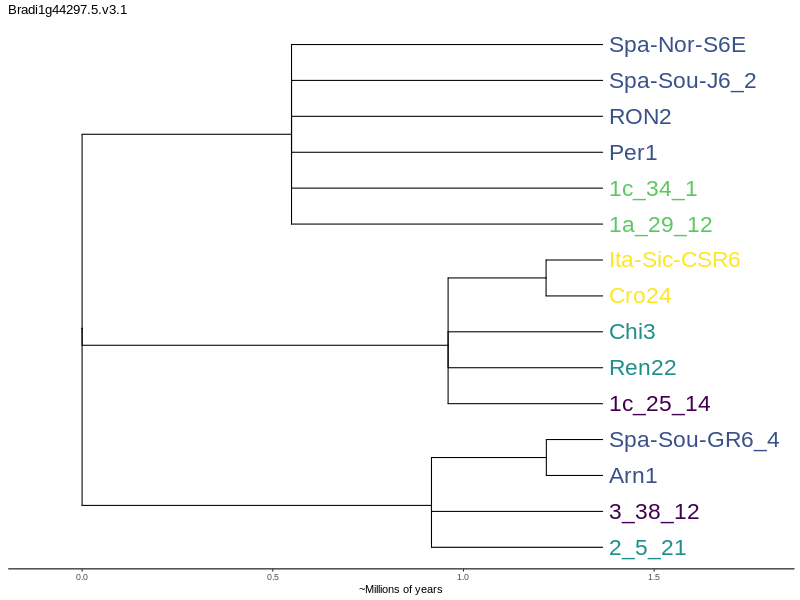 Bradi1g44297.5.v3.1
Spa-Nor-S6E
Spa-Sou-J6_2
RON2
Per1
1c_34_1
1a_29_12
Ita-Sic-CSR6
Cro24
Chi3
Ren22
1c_25_14
Spa-Sou-GR6_4
Arn1
3_38_12
2_5_21
0.0 0.5 1.0 1.5
~Millions of years